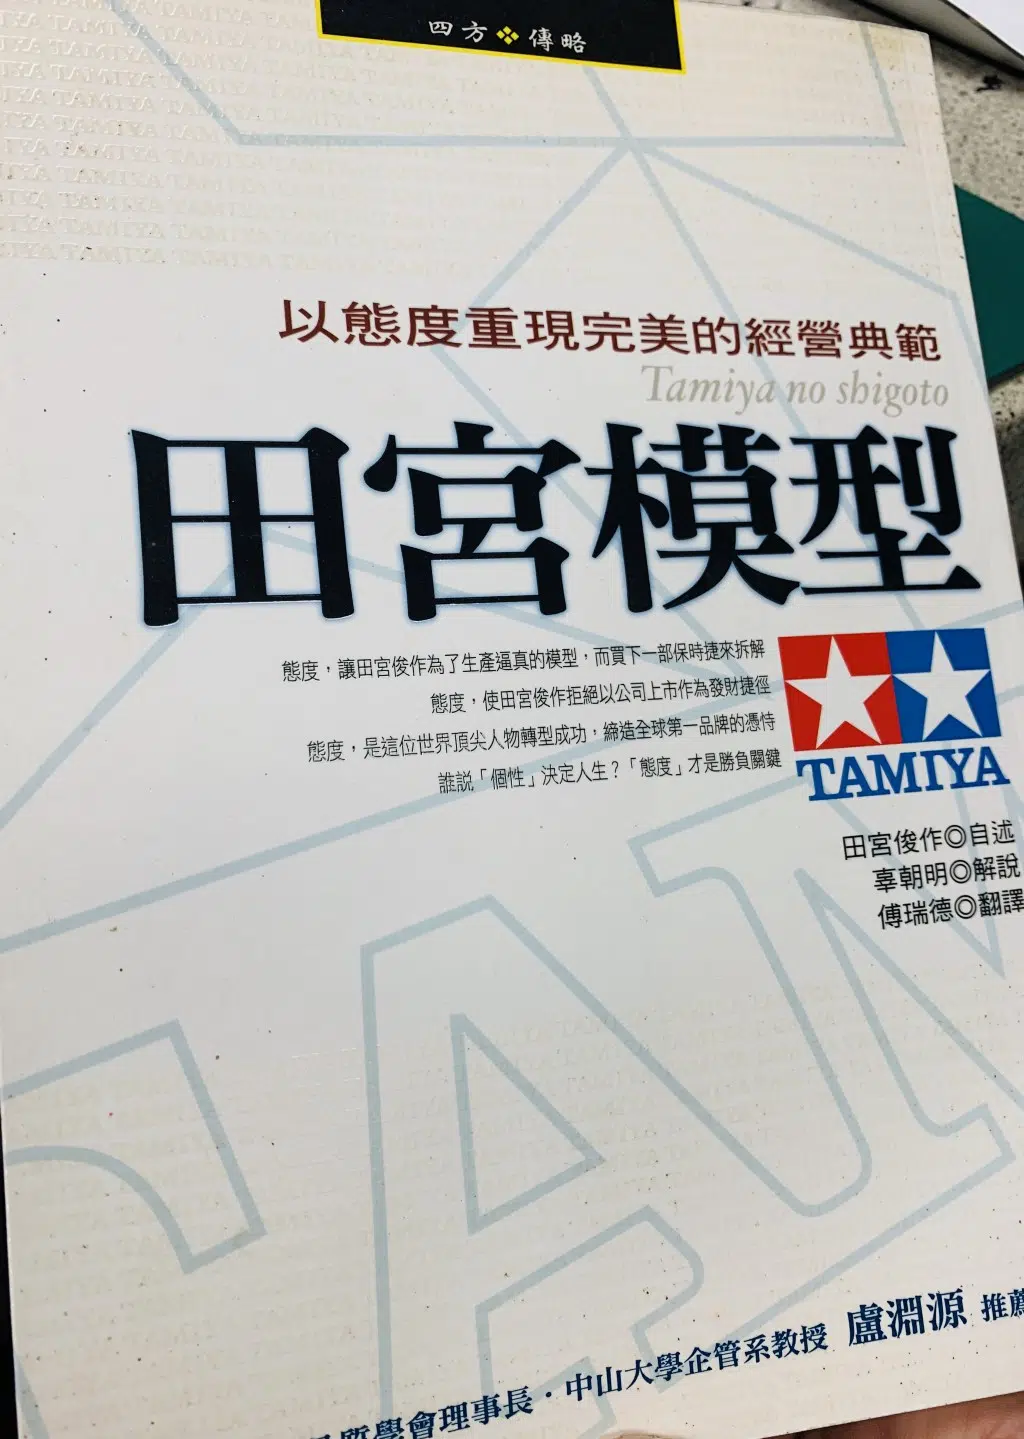 四方❖傳略
TAMIYA TAMIYA TAMIYA
以態度重現完美的經營典範
Tamiya no shigoto
田宮模型
態度，讓田宮俊作為了生產逼真的模型，而買下一部保時捷來拆解
態度，使田宮俊作拒絕以公司上市作為發財捷徑
態度，是這位世界頂尖人物轉型成功，締造全球第一品牌的憑恃
誰説「個性」決定人生？「態度」才是勝負關鍵
TAMIYA
田宮俊作◎自述
辜朝明◎解說
傅瑞德◎翻譯
TAM
質學會理事長・中山大學企管系教授 盧淵源 推薦